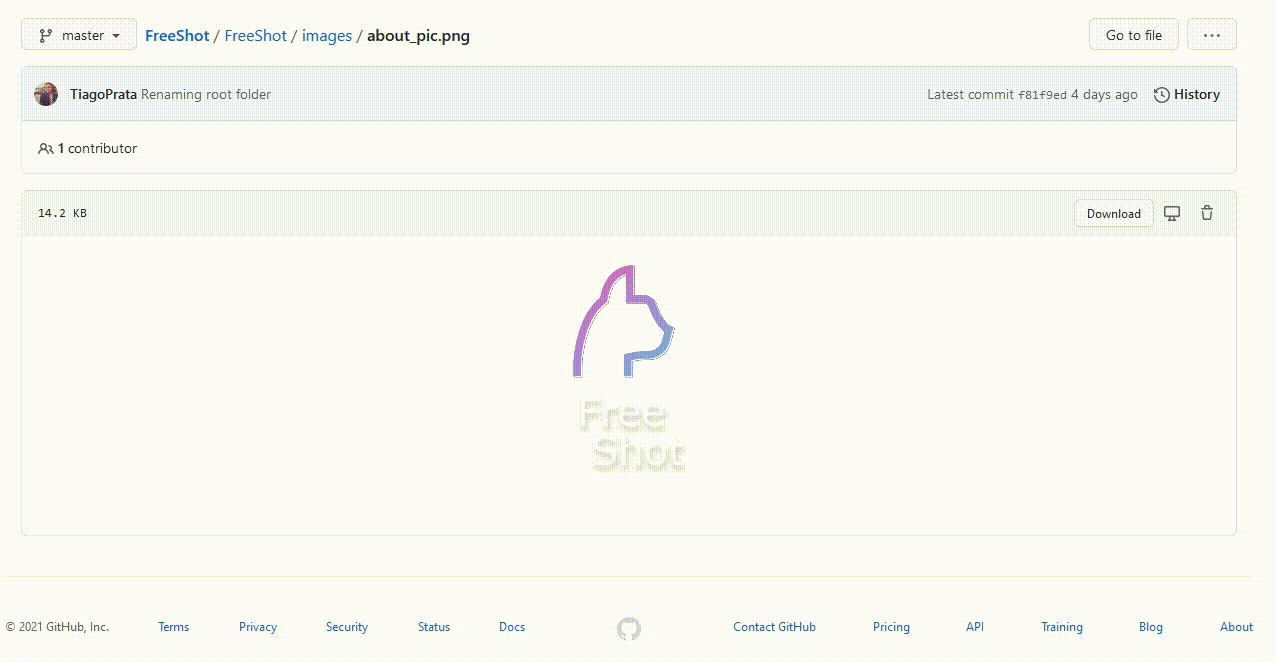 master FreeShot / FreeShot / images / about_pic.png Go to file ...
TiagoPrata Renaming root folder Latest commit f81f9ed 4 days ago History
1 contributor
14.2 KB Download
Free
Shot
© 2021 GitHub, Inc. Terms Privacy Security Status Docs Contact GitHub Pricing API Training Blog About